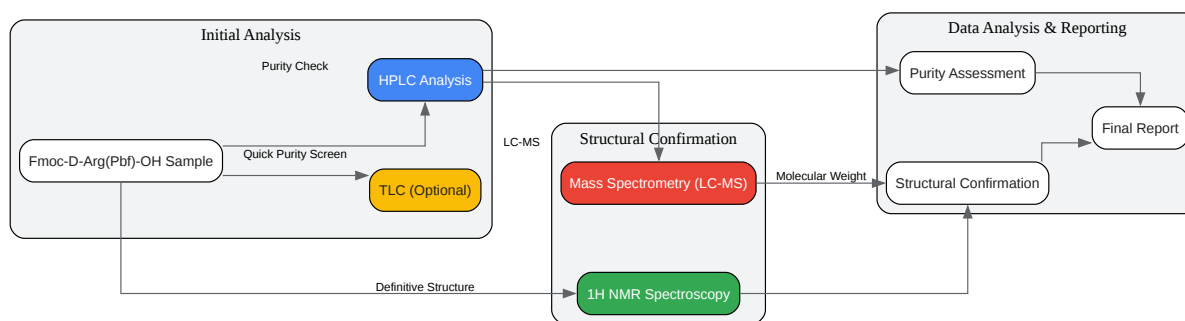 Initial Analysis
Purity Check
HPLC Analysis
Fmoc-D-Arg(Pbf)-OH Sample
Quick Purity Screen
TLC (Optional)
Definitive Structure
LC-MS
Structural Confirmation
Mass Spectrometry (LC-MS)
1H NMR Spectroscopy
Molecular Weight
Data Analysis & Reporting
Purity Assessment
Final Report
Structural Confirmation